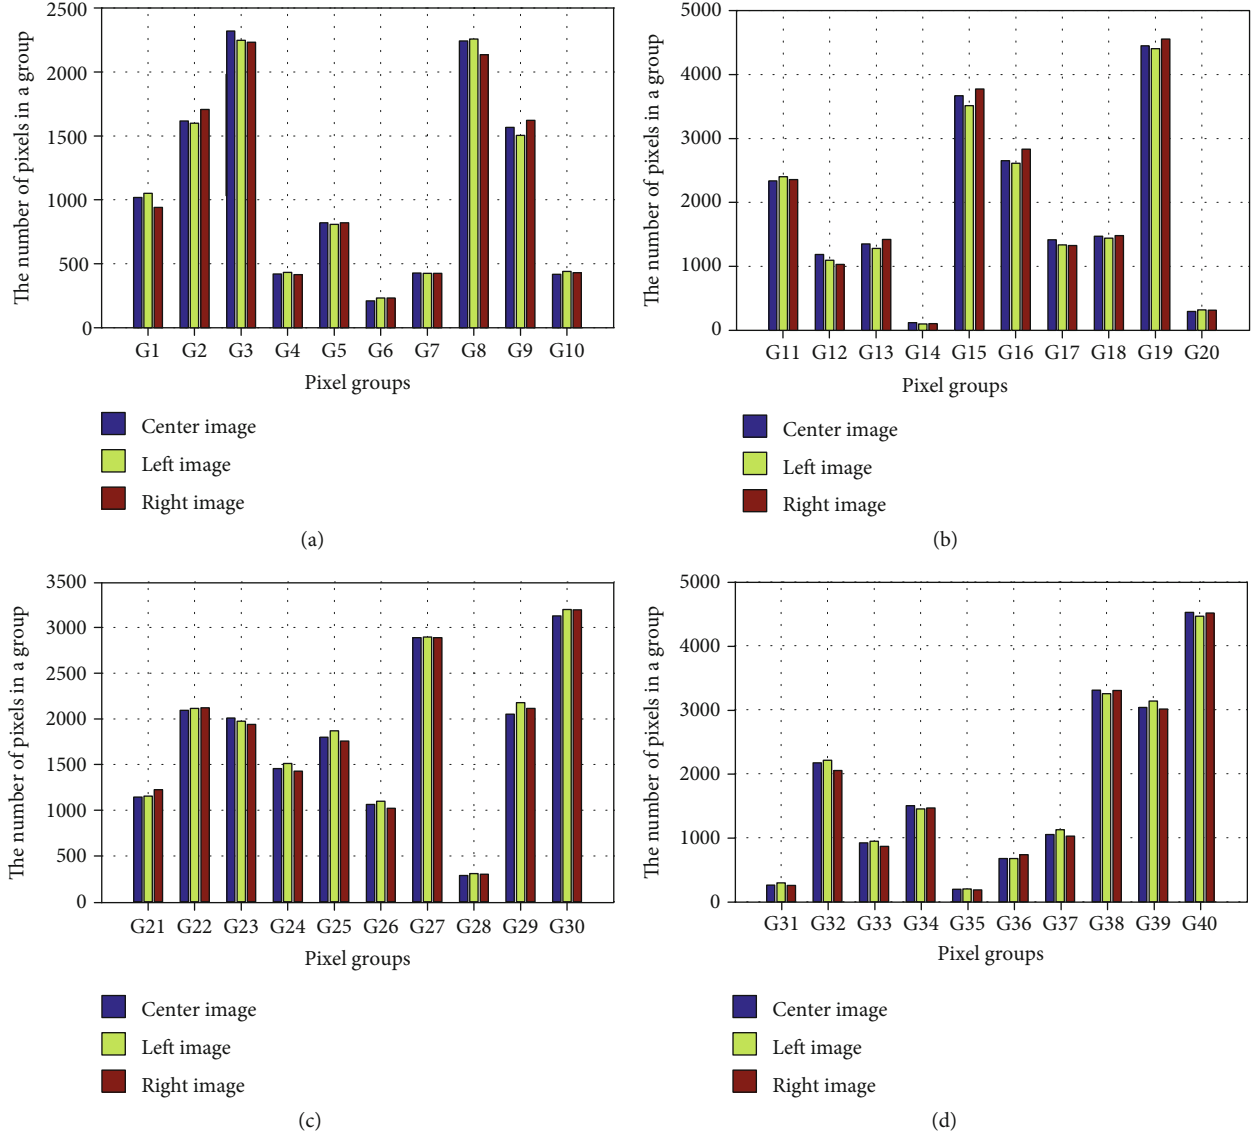 The number of pixels in a group
2500
2000
1500
1000
500
0
G1 G2 G3 G4 G5 G6 G7 G8 G9 G10
Pixel groups
Center image
Left image
Right image
(a)
The number of pixels in a group
5000
4000
3000
2000
1000
0
G11 G12 G13 G14 G15 G16 G17 G18 G19 G20
Pixel groups
Center image
Left image
Right image
(b)
The number of pixels in a group
3500
3000
2500
2000
1500
1000
500
0
G21 G22 G23 G24 G25 G26 G27 G28 G29 G30
Pixel groups
Center image
Left image
Right image
(c)
The number of pixels in a group
5000
4000
3000
2000
1000
0
G31 G32 G33 G34 G35 G36 G37 G38 G39 G40
Pixel groups
Center image
Left image
Right image
(d)